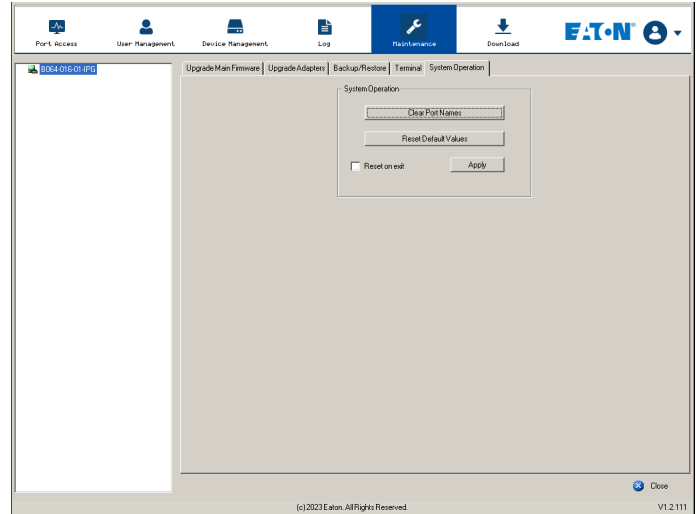 Port Access
User Management
Device Management
Log
Maintenance
Download
EATON
B064-016-01-IPG
Upgrade Main Firmware
Upgrade Adapters
Backup/Restore
Terminal
System Operation
System Operation
Clear Port Names
Reset Default Values
Reset on exit
Apply
Close
(c) 2023 Eaton. All Rights Reserved.
V1.2.111